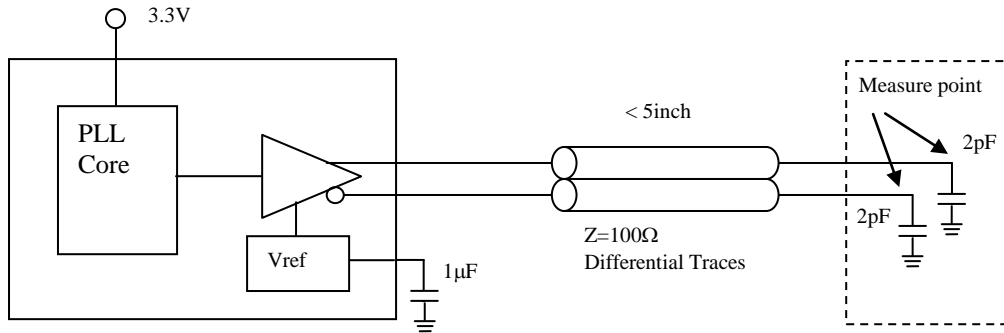 3.3V
PLL
Core
Vref
1μF
< 5inch
Z=100Ω
Differential Traces
Measure point
2pF
2pF